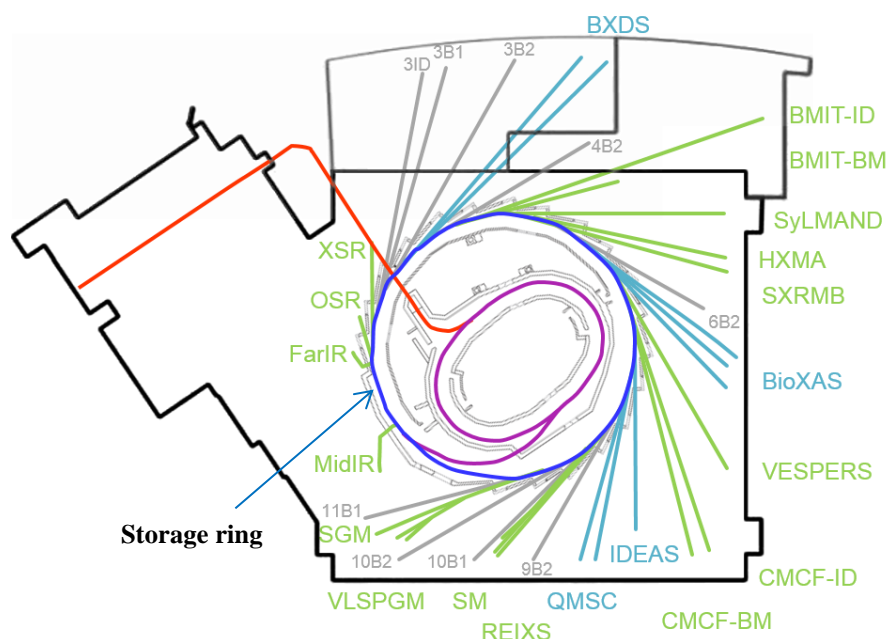 BXDS
3B1
3B2
3ID
BMIT-ID
4B2
BMIT-BM
SyLMAND
XSR
HXMA
SXRMB
OSR
6B2
FarIR
BioXAS
MidIR
VESPERS
11B1
Storage ring
SGM
IDEAS
10B2
10B1
9B2
CMCF-ID
VLSPGM
SM
QMSC
CMCF-BM
REIXS